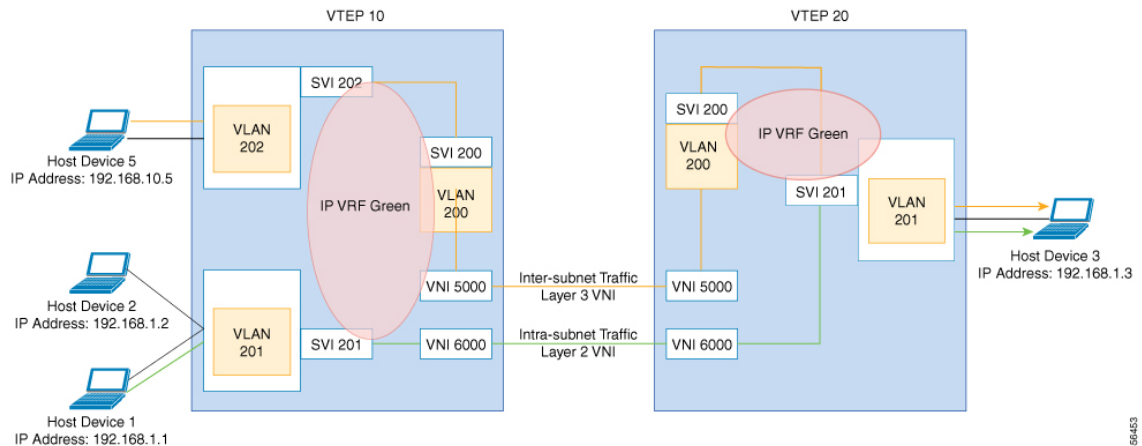 VTEP 10
VTEP 20
SVI 202
VLAN
202
Host Device 5
IP Address: 192.168.10.5
SVI 200
VLAN
200
IP VRF Green
VNI 5000
Host Device 2
IP Address: 192.168.1.2
VLAN
201
SVI 201
VNI 6000
Host Device 1
IP Address: 192.168.1.1
Inter-subnet Traffic
Layer 3 VNI
Intra-subnet Traffic
Layer 2 VNI
SVI 200
VLAN
200
IP VRF Green
SVI 201
VLAN
201
VNI 5000
VNI 6000
Host Device 3
IP Address: 192.168.1.3
56453